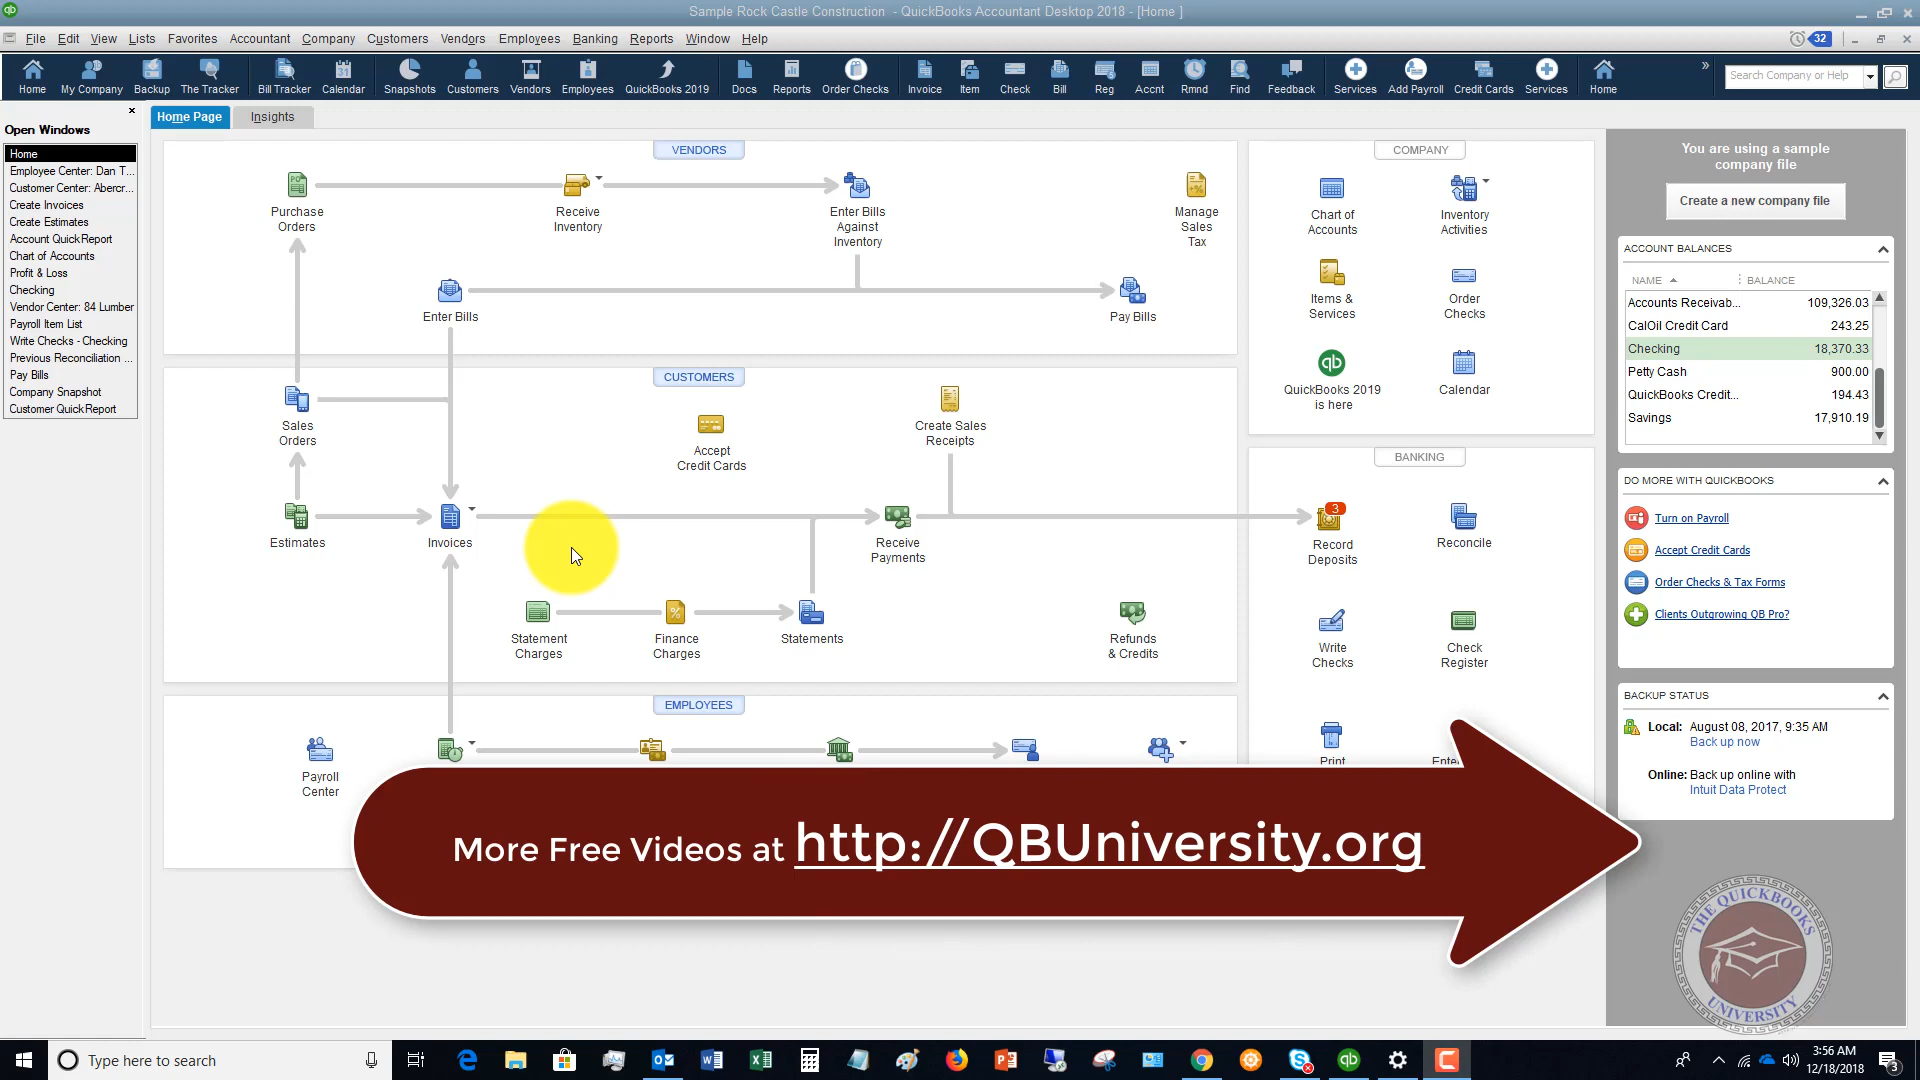 Sample Rock Castle Construction - QuickBooks Accountant Desktop 2018 - [Home ]
File Edit View Lists Favorites Accountant Company Customers Vendors Employees Banking Reports Window Help
32
Home My Company Backup The Tracker Bill Tracker Calendar Snapshots Customers Vendors Employees QuickBooks 2019 Docs Reports Order Checks Invoice Item Check Bill Reg Accnt Rmnd Find Feedback Services Add Payroll Credit Cards Services Home
Search Company or Help
Open Windows
Home
Employee Center: Dan T...
Customer Center: Abercr...
Create Invoices
Create Estimates
Account QuickReport
Chart of Accounts
Profit & Loss
Checking
Vendor Center: 84 Lumber
Payroll Item List
Write Checks - Checking
Previous Reconciliation ...
Pay Bills
Company Snapshot
Customer QuickReport
Home Page Insights
VENDORS
Purchase
Orders
Receive
Inventory
Enter Bills
Against
Inventory
Manage
Sales
Tax
Enter Bills
Pay Bills
CUSTOMERS
Sales
Orders
Accept
Credit Cards
Create Sales
Receipts
Estimates
Invoices
Receive
Payments
Statement
Charges
Finance
Charges
Statements
Refunds
& Credits
EMPLOYEES
Payroll
Center
COMPANY
Chart of
Accounts
Inventory
Activities
Items &
Services
Order
Checks
QuickBooks 2019
is here
Calendar
BANKING
3
Record
Deposits
Reconcile
Write
Checks
Check
Register
Print
You are using a sample
company file
Create a new company file
ACCOUNT BALANCES
NAME BALANCE
Accounts Receivab... 109,326.03
CalOil Credit Card 243.25
Checking 18,370.33
Petty Cash 900.00
QuickBooks Credit... 194.43
Savings 17,910.19
DO MORE WITH QUICKBOOKS
Turn on Payroll
Accept Credit Cards
Order Checks & Tax Forms
Clients Outgrowing QB Pro?
BACKUP STATUS
Local: August 08, 2017, 9:35 AM
Back up now
Online: Back up online with
Intuit Data Protect
More Free Videos at http://QBUniversity.org
THE QUICKBOOKS
UNIVERSITY
Type here to search
3:56 AM
12/18/2018
3